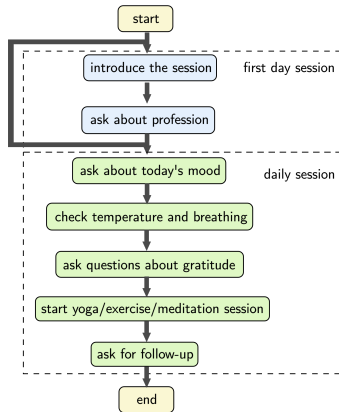 start
introduce the session
first day session
ask about profession
ask about today's mood
daily session
check temperature and breathing
ask questions about gratitude
start yoga/exercise/meditation session
ask for follow-up
end